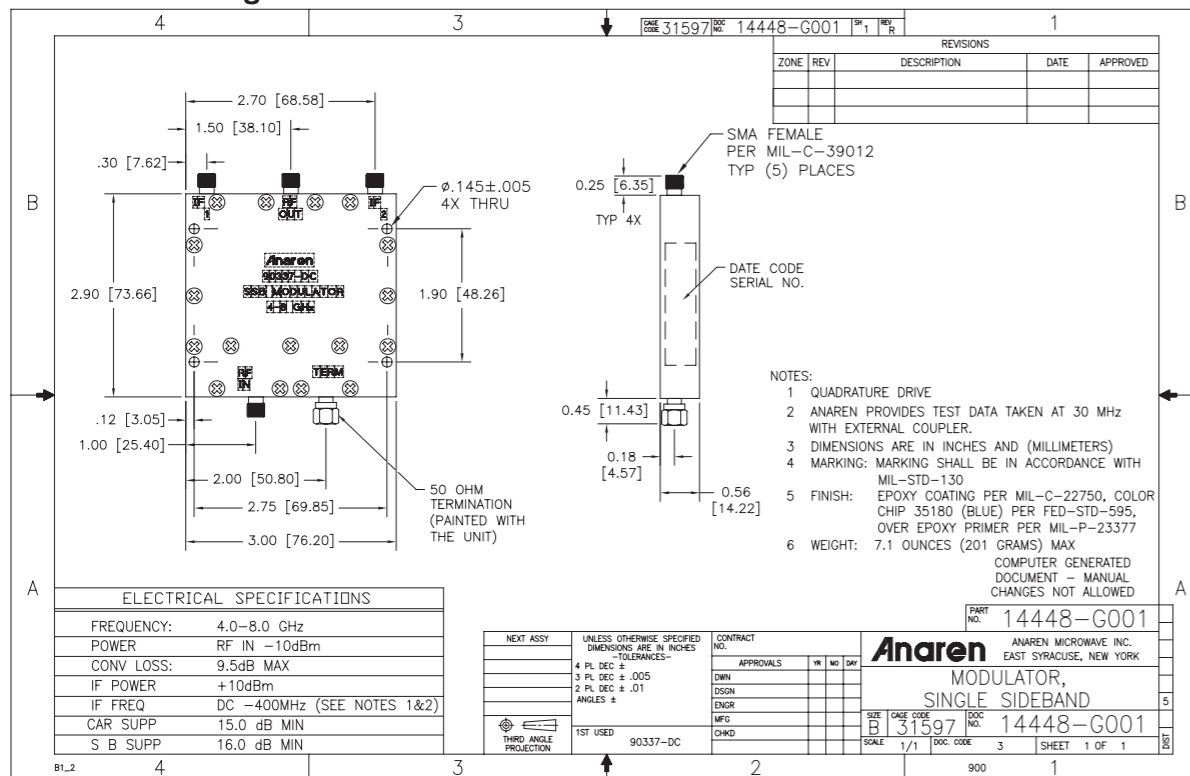 4 3 1
CAGE CODE 31597 DOC NO. 14448-G001 SH 1 REV R
REVISIONS
ZONE REV DESCRIPTION DATE APPROVED
2.70 [68.58]
1.50 [38.10]
.30 [7.62]
ø.145±.005
4X THRU
SMA FEMALE
PER MIL-C-39012
TYP (5) PLACES
0.25 [6.35]
TYP 4X
B B
IF 1
RF OUT
IF 2
Anaren
90337-DC
SSB MODULATOR
4-8 GHz
2.90 [73.66]
1.90 [48.26]
DATE CODE
SERIAL NO.
RF IN
TERM
.12 [3.05]
1.00 [25.40]
2.00 [50.80]
2.75 [69.85]
3.00 [76.20]
50 OHM
TERMINATION
(PAINTED WITH
THE UNIT)
0.45 [11.43]
0.18
[4.57]
0.56
[14.22]
NOTES:
1 QUADRATURE DRIVE
2 ANAREN PROVIDES TEST DATA TAKEN AT 30 MHz
WITH EXTERNAL COUPLER.
3 DIMENSIONS ARE IN INCHES AND (MILLIMETERS)
4 MARKING: MARKING SHALL BE IN ACCORDANCE WITH
MIL-STD-130
5 FINISH: EPOXY COATING PER MIL-C-22750, COLOR
CHIP 35180 (BLUE) PER FED-STD-595,
OVER EPOXY PRIMER PER MIL-P-23377
6 WEIGHT: 7.1 OUNCES (201 GRAMS) MAX
COMPUTER GENERATED
DOCUMENT - MANUAL
CHANGES NOT ALLOWED
A A
ELECTRICAL SPECIFICATIONS
FREQUENCY: 4.0-8.0 GHz
POWER RF IN -10dBm
CONV LOSS: 9.5dB MAX
IF POWER +10dBm
IF FREQ DC -400MHz (SEE NOTES 1&2)
CAR SUPP 15.0 dB MIN
S B SUPP 16.0 dB MIN
NEXT ASSY
1ST USED
90337-DC
THIRD ANGLE
PROJECTION
UNLESS OTHERWISE SPECIFIED
DIMENSIONS ARE IN INCHES
-TOLERANCES-
4 PL DEC ±
3 PL DEC ± .005
2 PL DEC ± .01
ANGLES ±
CONTRACT
NO.
APPROVALS YR MO DAY
DWN
DSGN
ENGR
MFG
CHKD
PART NO. 14448-G001
Anaren
ANAREN MICROWAVE INC.
EAST SYRACUSE, NEW YORK
MODULATOR,
SINGLE SIDEBAND
SIZE B CAGE CODE 31597 DOC NO. 14448-G001
SCALE 1/1 DOC. CODE 3 SHEET 1 OF 1
5
DIST
B1_2 4 3 2 900 1